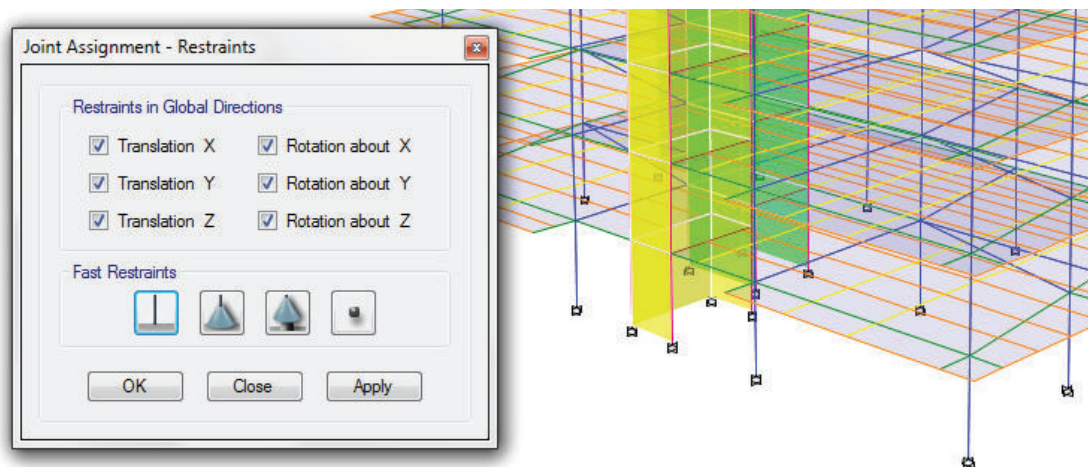 Joint Assignment - Restraints
Restraints in Global Directions
Translation X Rotation about X
Translation Y Rotation about Y
Translation Z Rotation about Z
Fast Restraints
OK Close Apply